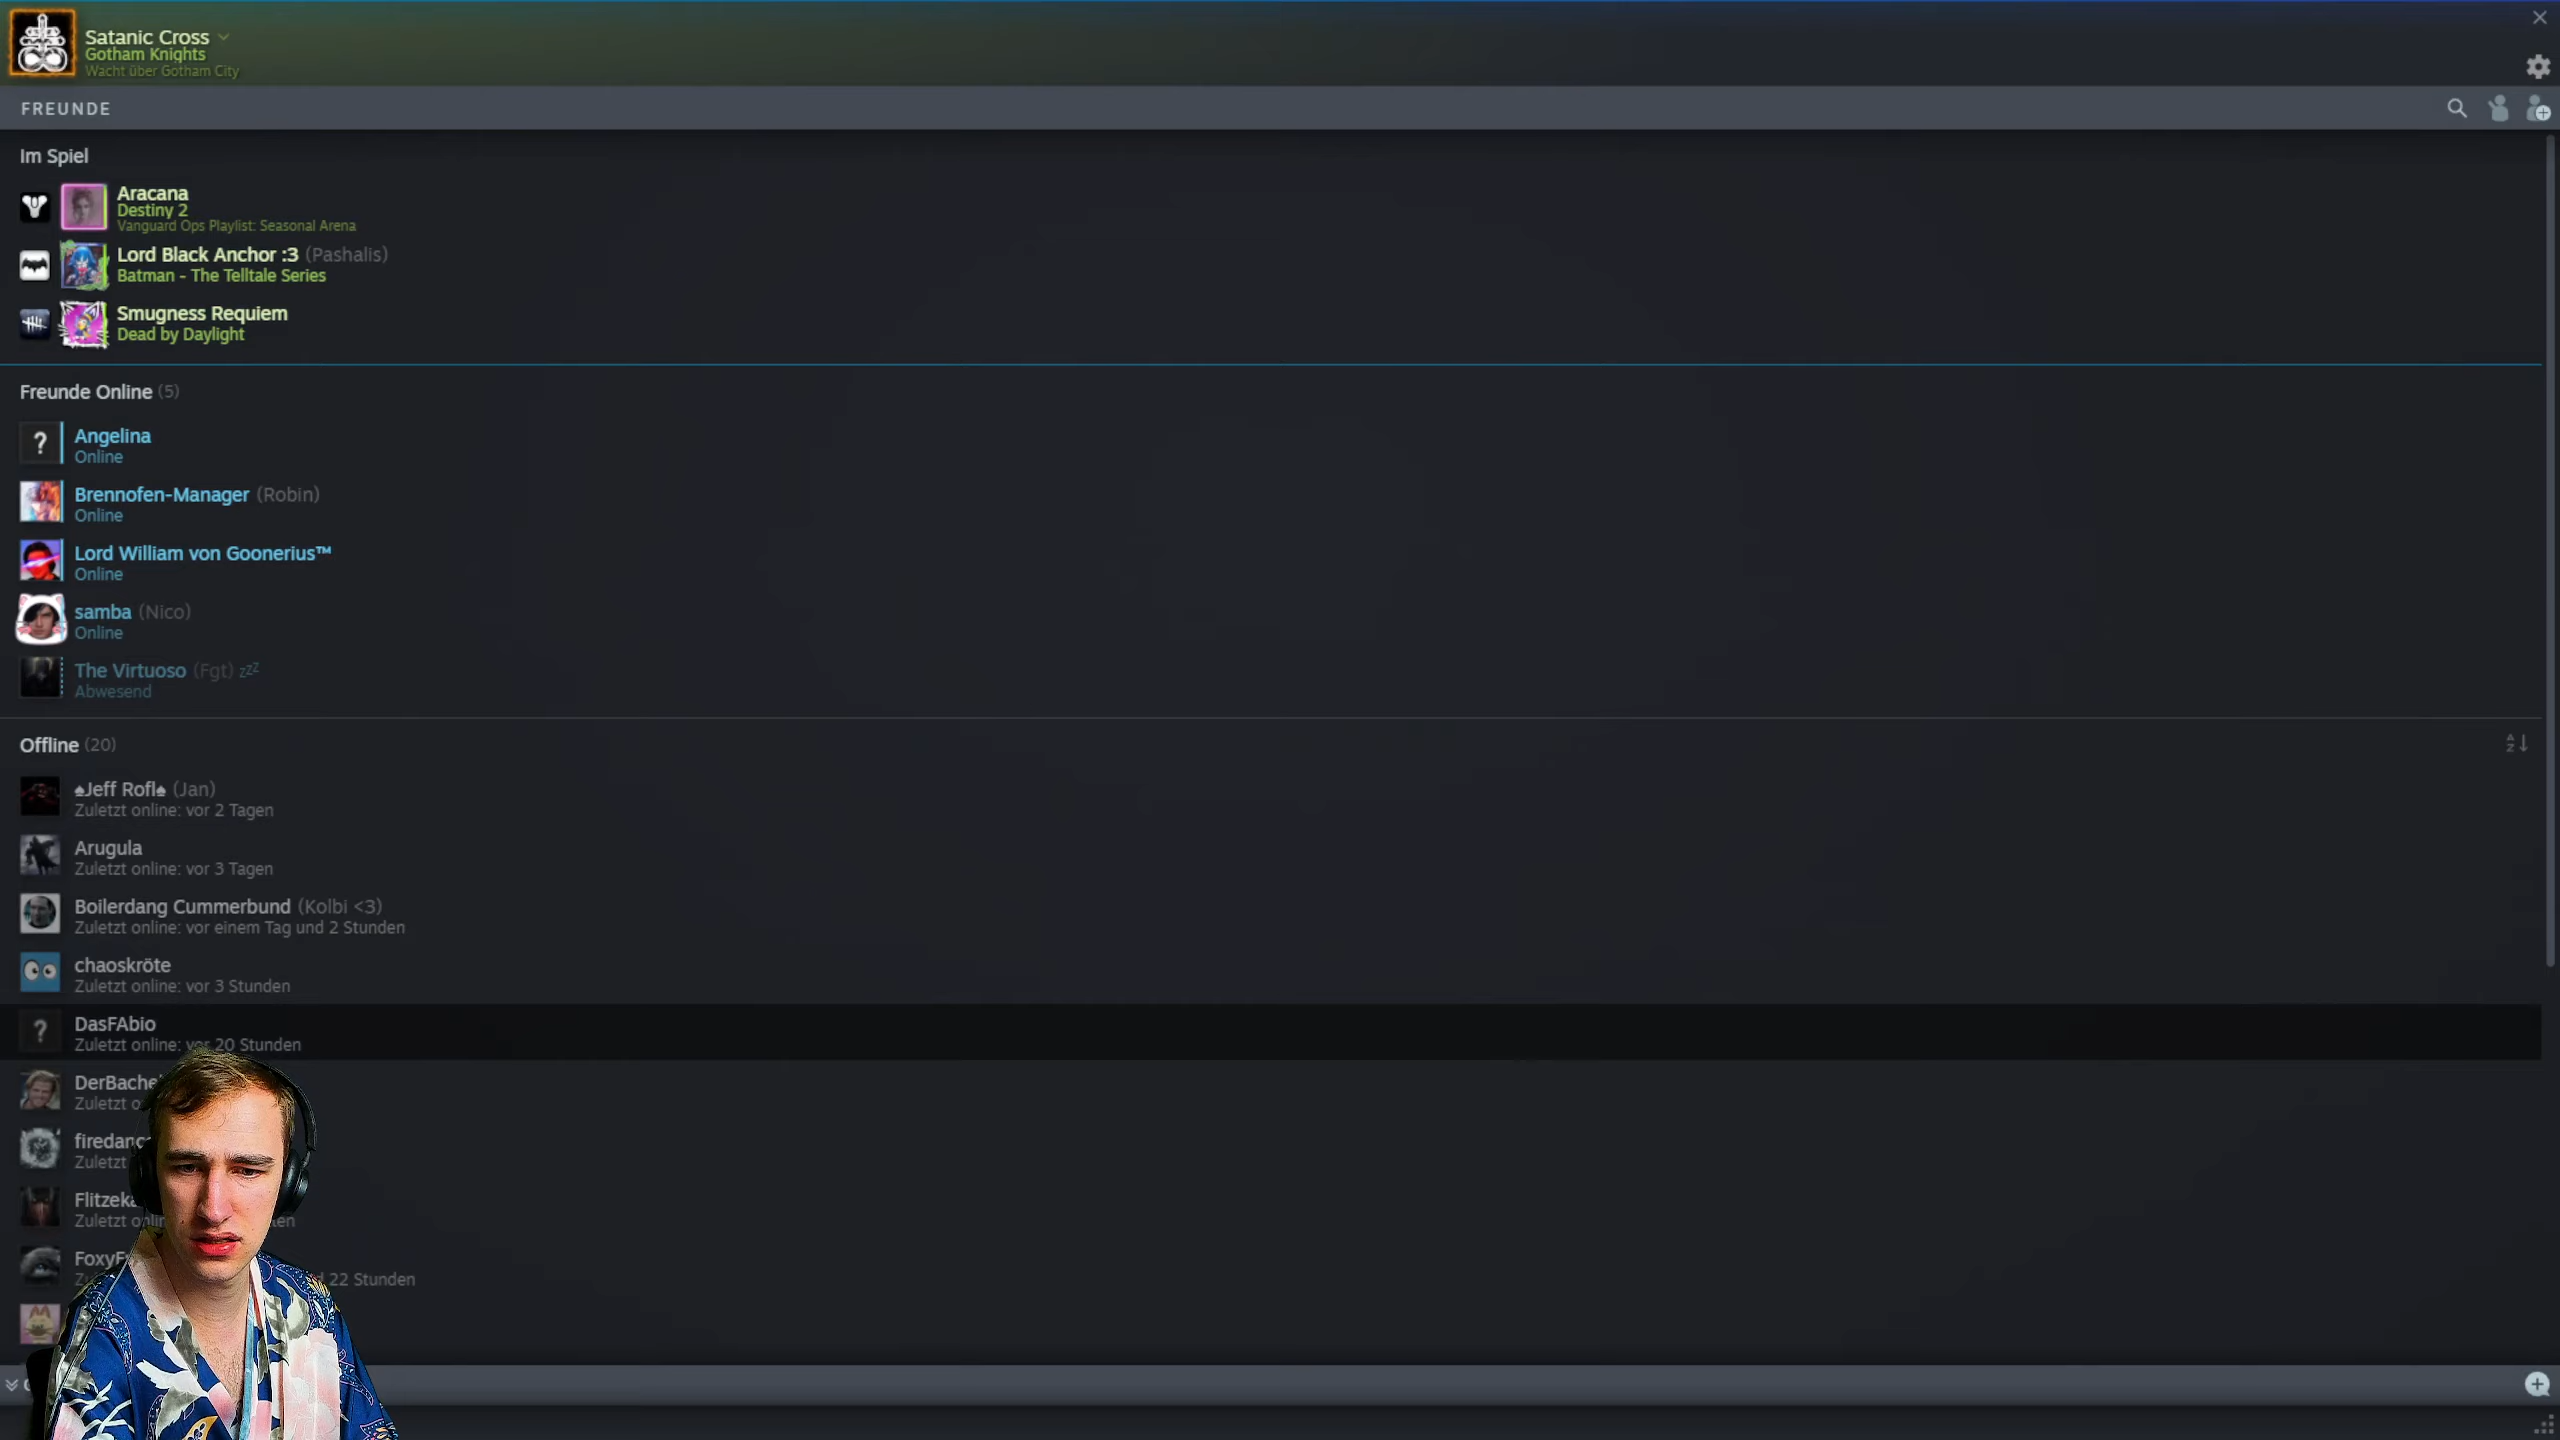 Satanic Cross
Gotham Knights
Wacht über Gotham City
FREUNDE
Im Spiel
Aracana
Destiny 2
Vanguard Ops Playlist: Seasonal Arena
Lord Black Anchor :3 (Pashalis)
Batman - The Telltale Series
Smugness Requiem
Dead by Daylight
Freunde Online (5)
? Angelina
Online
Brennofen-Manager (Robin)
Online
Lord William von Goonerius™
Online
samba (Nico)
Online
The Virtuoso (Fgt) zzZ
Abwesend
Offline (20)
♠Jeff Rofl♠ (Jan)
Zuletzt online: vor 2 Tagen
Arugula
Zuletzt online: vor 3 Tagen
Boilerdang Cummerbund (Kolbi <3)
Zuletzt online: vor einem Tag und 2 Stunden
chaoskröte
Zuletzt online: vor 3 Stunden
? DasFAbio
Zuletzt online: vor 20 Stunden
DerBache
Zuletzt o
firedanc
Zuletzt
Flitzeka
Zuletzt onlin
FoxyF
22 Stunden